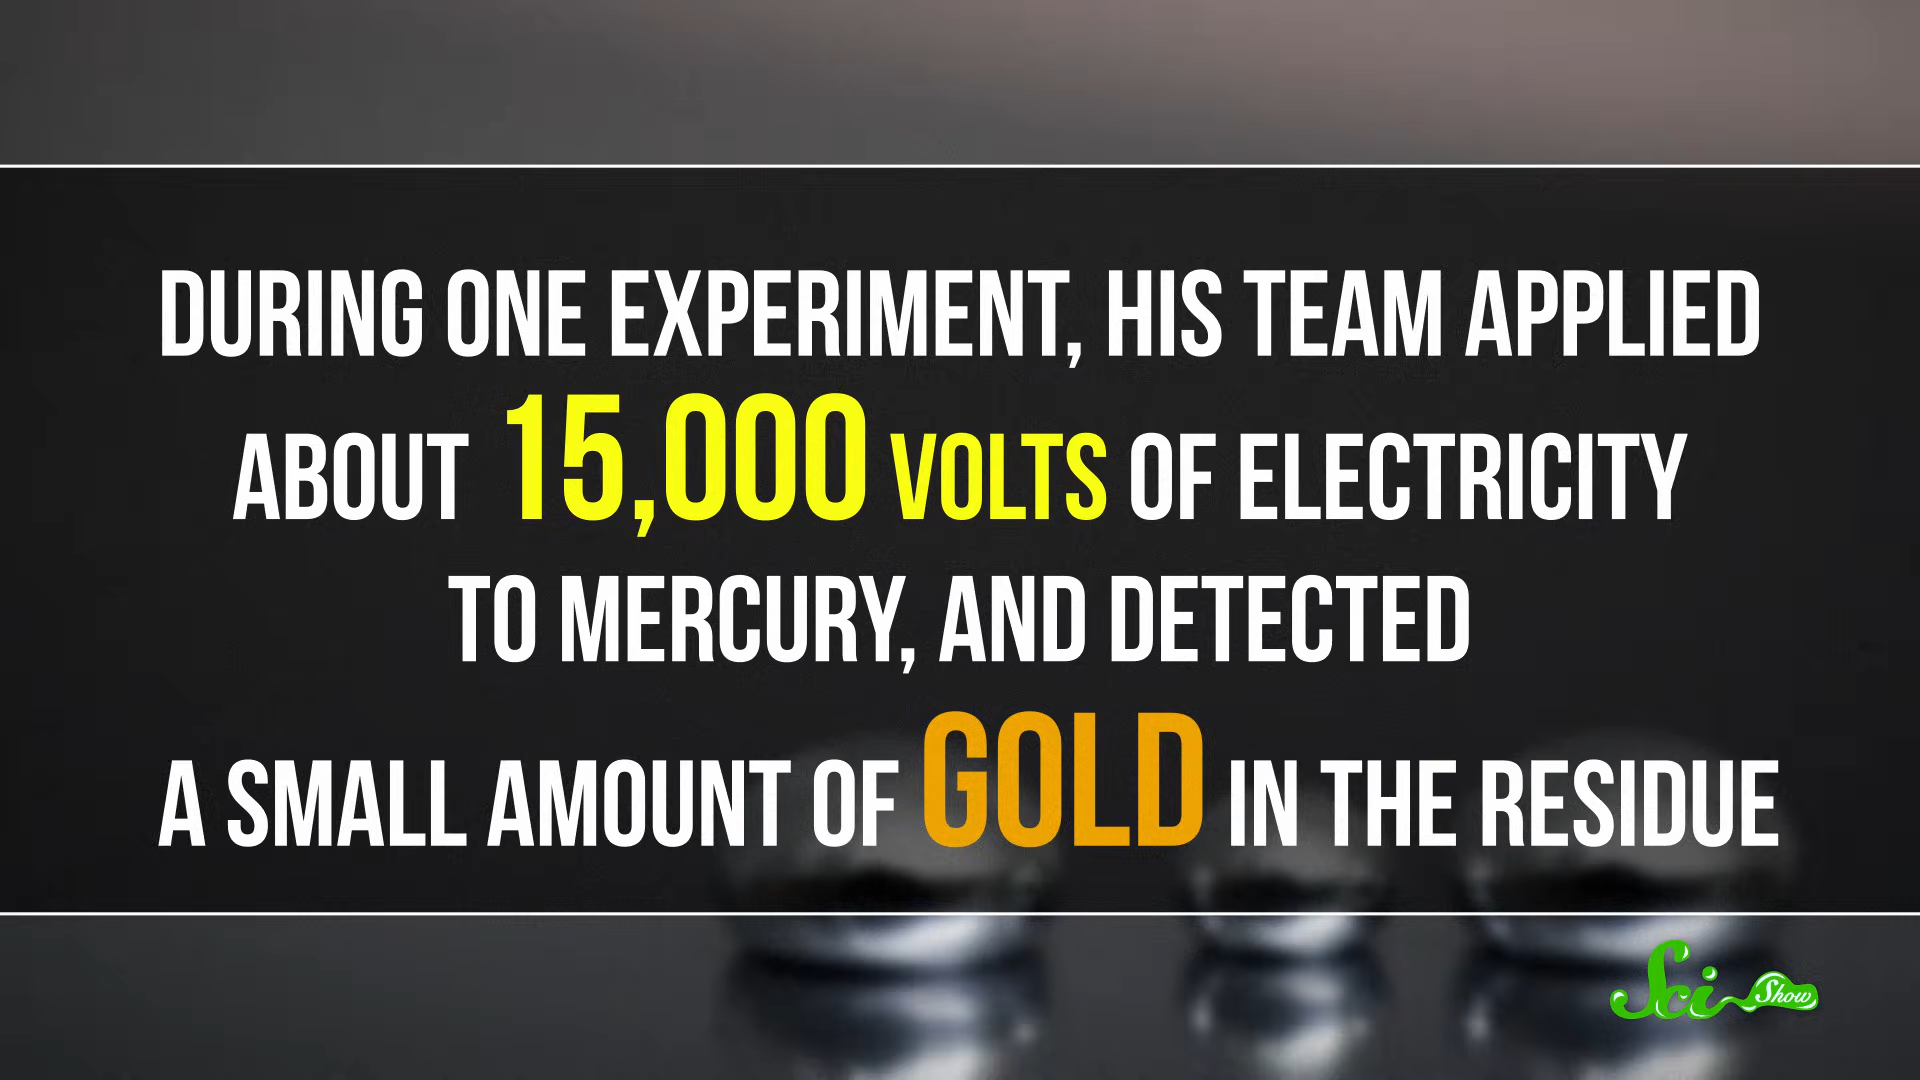 DURING ONE EXPERIMENT, HIS TEAM APPLIED
ABOUT 15,000 VOLTS OF ELECTRICITY
TO MERCURY, AND DETECTED
A SMALL AMOUNT OF GOLD IN THE RESIDUE
Sci Show